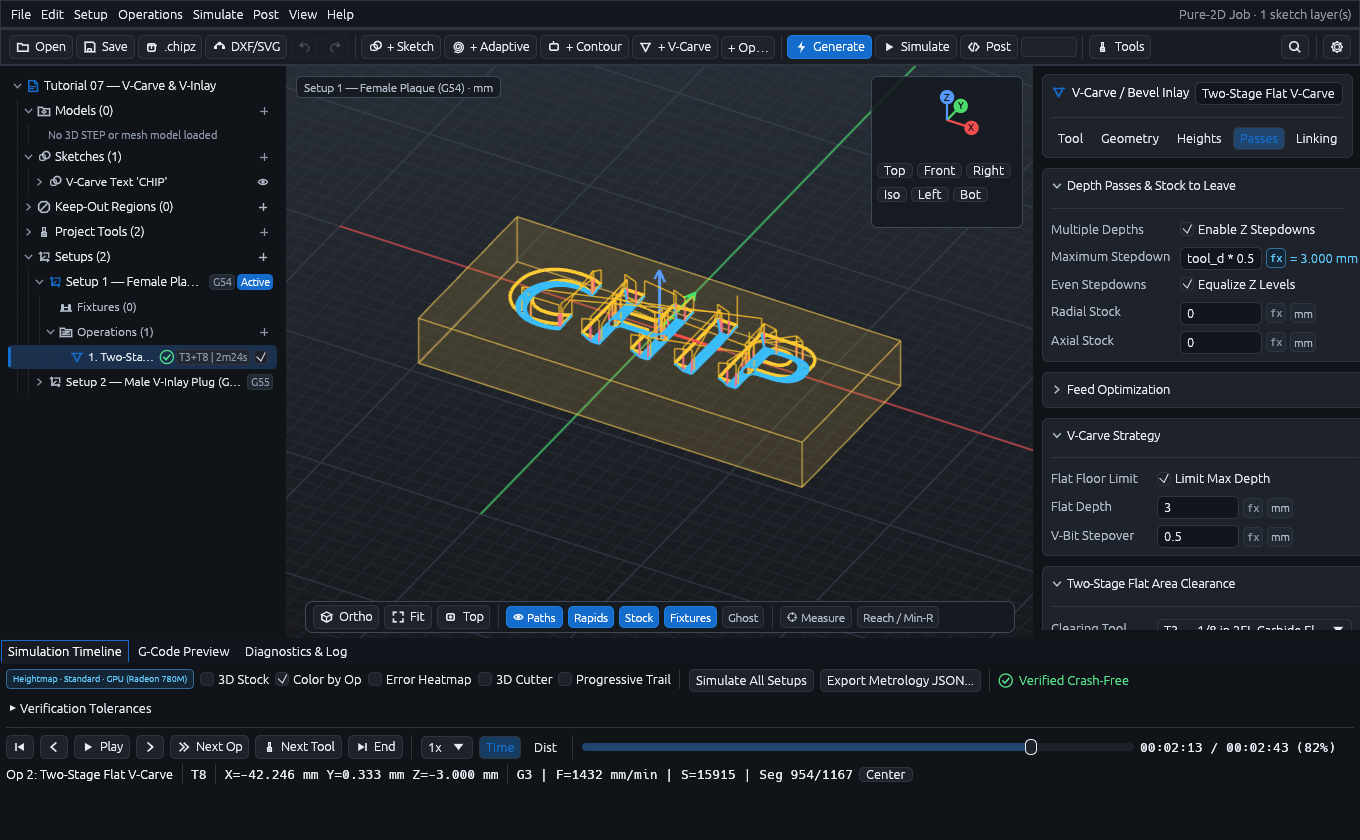 File Edit Setup Operations Simulate Post View Help
Pure-2D Job · 1 sketch layer(s)
Open Save .chipz DXF/SVG + Sketch + Adaptive + Contour + V-Carve + Op… Generate Simulate Post Tools
Tutorial 07 — V-Carve & V-Inlay
Models (0) +
No 3D STEP or mesh model loaded
Sketches (1) +
V-Carve Text 'CHIP'
Keep-Out Regions (0) +
Project Tools (2) +
Setups (2) +
Setup 1 — Female Pla… G54 Active
Fixtures (0)
Operations (1) +
1. Two-Sta… T3+T8 | 2m24s
Setup 2 — Male V-Inlay Plug (G… G55
Setup 1 — Female Plaque (G54) · mm
Z Y X
Top Front Right
Iso Left Bot
Ortho Fit Top Paths Rapids Stock Fixtures Ghost Measure Reach / Min-R
V-Carve / Bevel Inlay Two-Stage Flat V-Carve
Tool Geometry Heights Passes Linking
Depth Passes & Stock to Leave
Multiple Depths Enable Z Stepdowns
Maximum Stepdown tool_d * 0.5 fx = 3.000 mm
Even Stepdowns Equalize Z Levels
Radial Stock 0 fx mm
Axial Stock 0 fx mm
Feed Optimization
V-Carve Strategy
Flat Floor Limit Limit Max Depth
Flat Depth 3 fx mm
V-Bit Stepover 0.5 fx mm
Two-Stage Flat Area Clearance
Clearing Tool T3 — 1/8 in 2FL Carbide Fl…
Simulation Timeline G-Code Preview Diagnostics & Log
Heightmap · Standard · GPU (Radeon 780M) 3D Stock Color by Op Error Heatmap 3D Cutter Progressive Trail Simulate All Setups Export Metrology JSON… Verified Crash-Free
Verification Tolerances
Play Next Op Next Tool End 1x Time Dist 00:02:13 / 00:02:43 (82%)
Op 2: Two-Stage Flat V-Carve T8 X=-42.246 mm Y=0.333 mm Z=-3.000 mm G3 | F=1432 mm/min | S=15915 | Seg 954/1167 Center